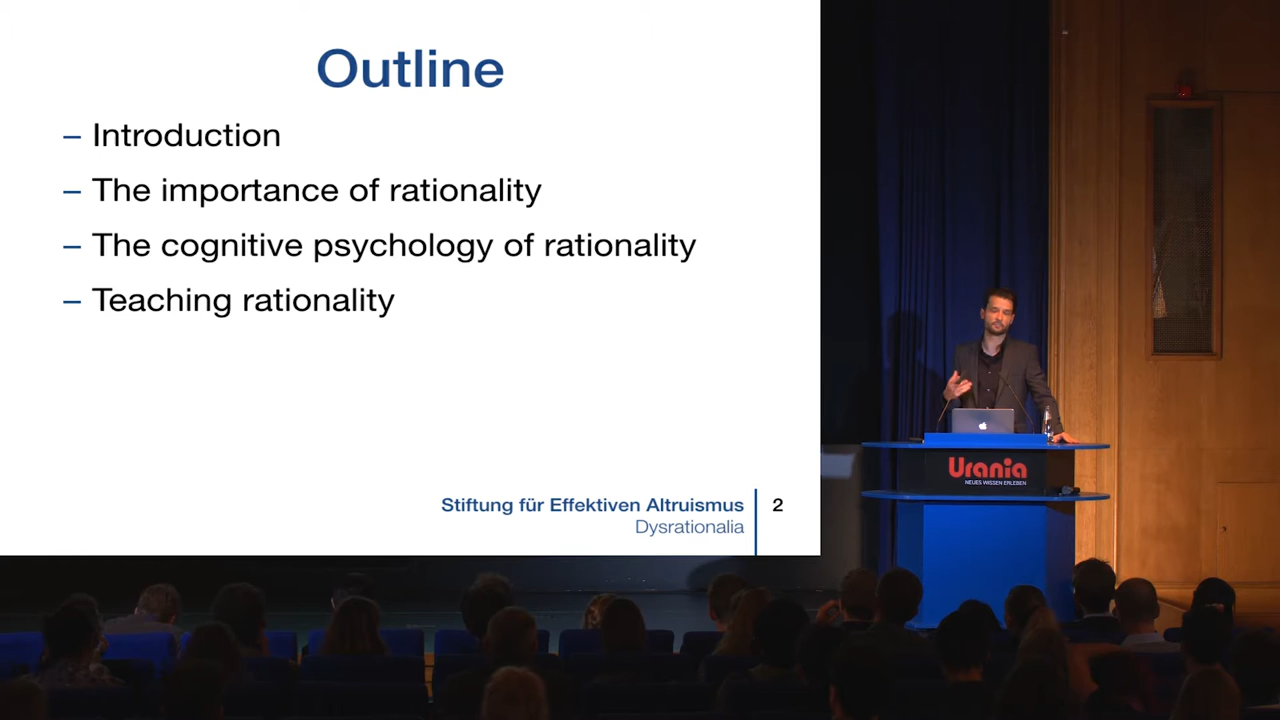 Outline
– Introduction
– The importance of rationality
– The cognitive psychology of rationality
– Teaching rationality
Stiftung für Effektiven Altruismus
Dysrationalia
2
Urania
NEUES WISSEN ERLEBEN